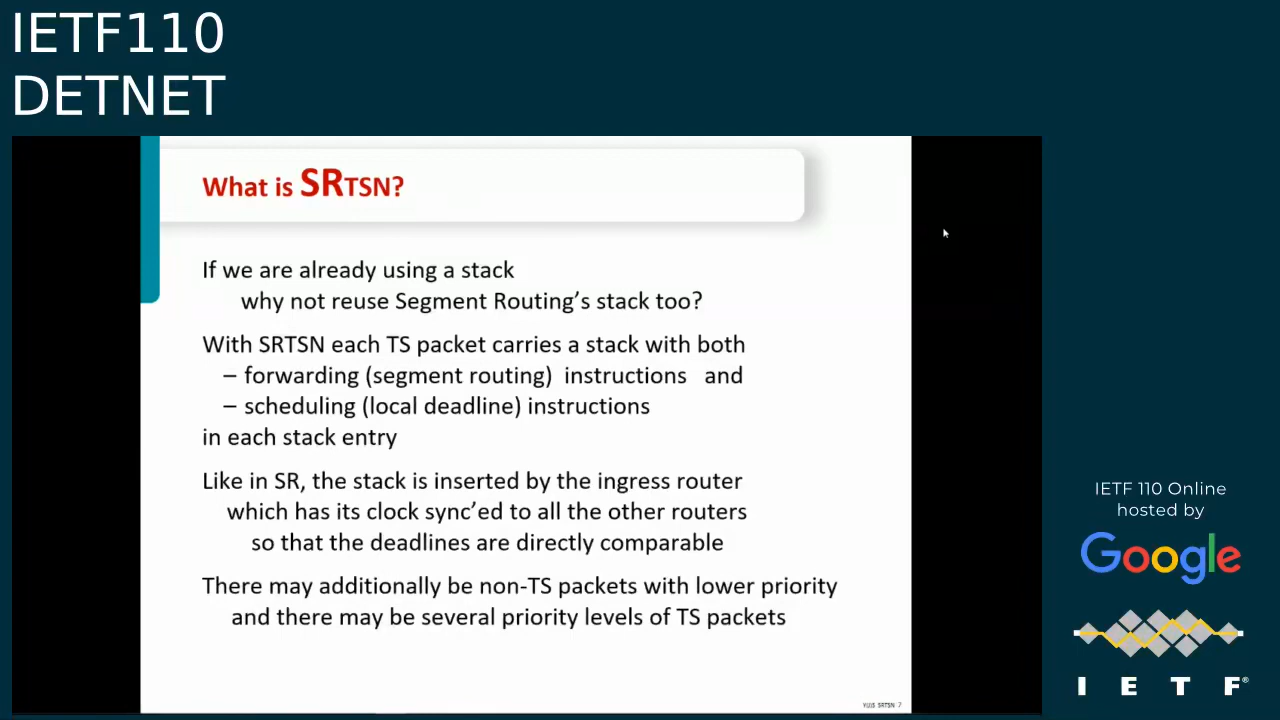 IETF110
DETNET
What is SRTSN?
If we are already using a stack
why not reuse Segment Routing’s stack too?
With SRTSN each TS packet carries a stack with both
– forwarding (segment routing) instructions and
– scheduling (local deadline) instructions
in each stack entry
Like in SR, the stack is inserted by the ingress router
which has its clock sync’ed to all the other routers
so that the deadlines are directly comparable
There may additionally be non-TS packets with lower priority
and there may be several priority levels of TS packets
Y(J)S SRTSN 7
IETF 110 Online
hosted by
Google
I E T F®